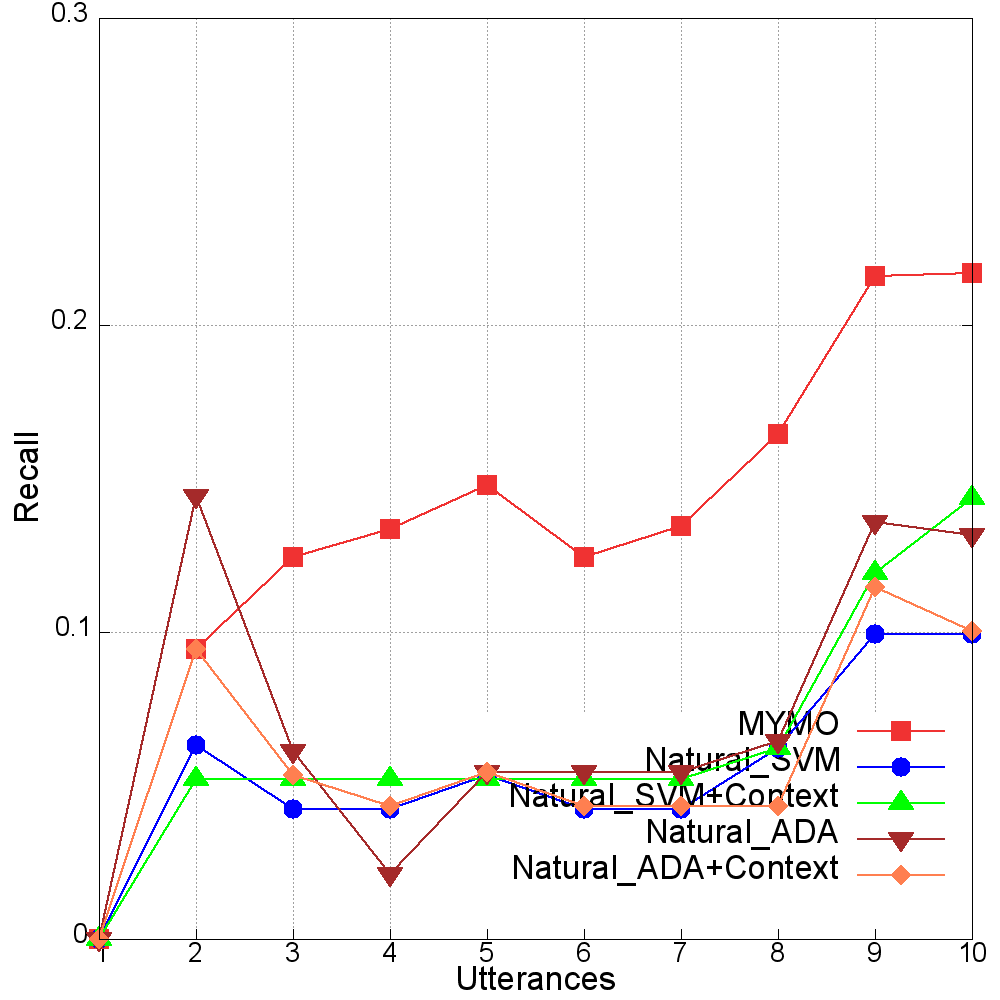 0.3
0.2
0.1
0
Recall
MYMO
Natural_SVM
Natural_SVM+Context
Natural_ADA
Natural_ADA+Context
1 2 3 4 5 6 7 8 9 10
Utterances